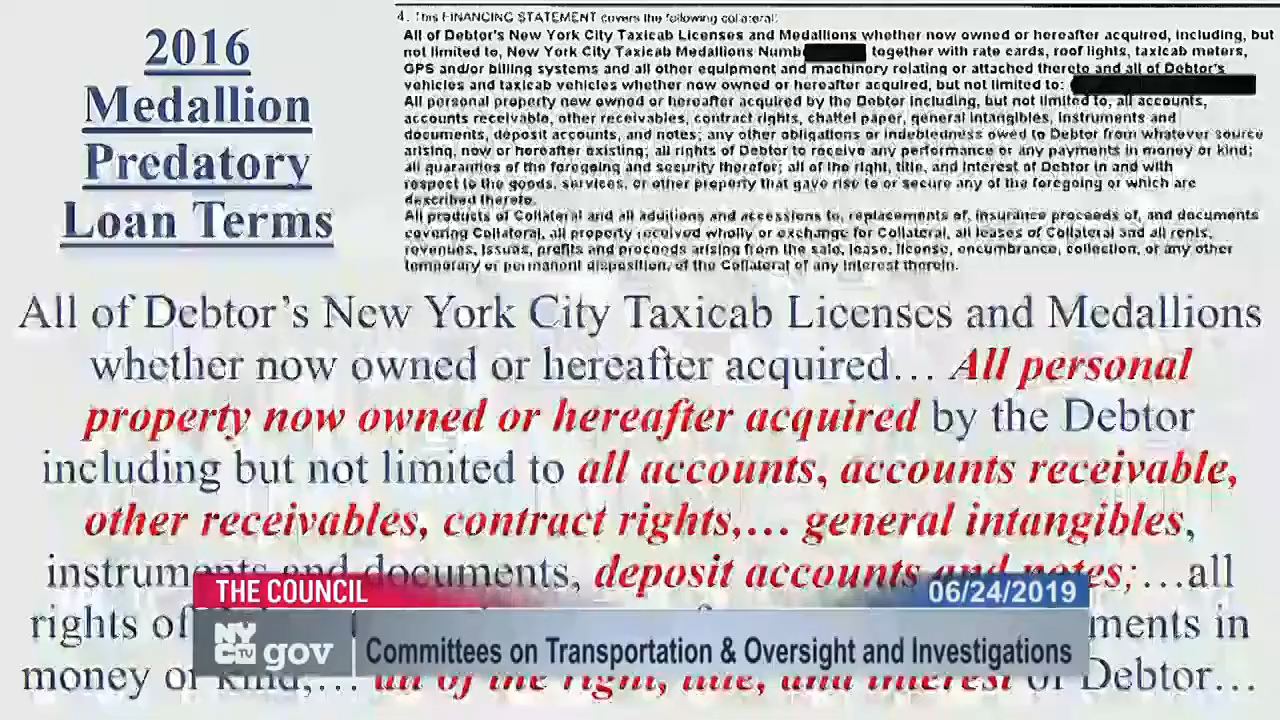 2016
Medallion
Predatory
Loan Terms
4. This FINANCING STATEMENT covers the following collateral:
All of Debtor's New York City Taxicab Licenses and Medallions whether now owned or hereafter acquired, including, but
not limited to, New York City Taxicab Medallions Numbe together with rate cards, roof lights, taxicab meters,
GPS and/or billing systems and all other equipment and machinery relating or attached thereto and all of Debtor's
vehicles and taxicab vehicles whether now owned or hereafter acquired, but not limited to:
All personal property now owned or hereafter acquired by the Debtor including, but not limited to, all accounts,
accounts receivable, other receivables, contract rights, chattel paper, general intangibles, instruments and
documents, deposit accounts, and notes; any other obligations or indebtedness owed to Debtor from whatever source
arising, now or hereafter existing; all rights of Debtor to receive any performance or any payments in money or kind;
all guaranties of the foregoing and security therefor; all of the right, title, and interest of Debtor in and with
respect to the goods, services, or other property that gave rise to or secure any of the foregoing or which are
described thereto.
All products of Collateral and all additions and accessions to, replacements of, insurance proceeds of, and documents
covering Collateral, all property received wholly or exchange for Collateral, all leases of Collateral and all rents,
revenues, issues, profits and proceeds arising from the sale, lease, license, encumbrance, collection, or any other
temporary or permanent disposition, of the Collateral of any interest therein.
All of Debtor's New York City Taxicab Licenses and Medallions
whether now owned or hereafter acquired... All personal
property now owned or hereafter acquired by the Debtor
including but not limited to all accounts, accounts receivable,
other receivables, contract rights,... general intangibles,
instruments and documents, deposit accounts and notes;...all
rights of ments in
money or kind,... all of the right, title, and interest of Debtor...
THE COUNCIL 06/24/2019
NYC TV gov Committees on Transportation & Oversight and Investigations